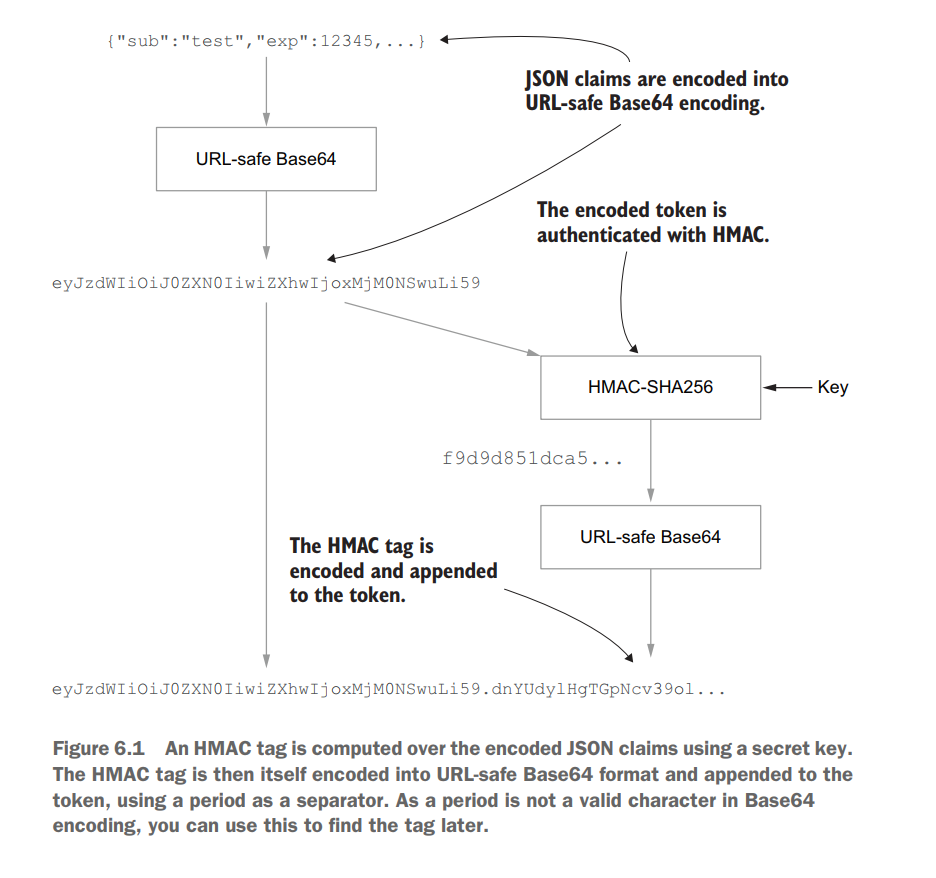 {"sub":"test","exp":12345,...}
JSON claims are encoded into
URL-safe Base64 encoding.
URL-safe Base64
The encoded token is
authenticated with HMAC.
eyJzdWIiOiJ0ZXN0IiwiZXhwIjoxMjM0NSwuLi59
HMAC-SHA256
Key
f9d9d851dca5...
URL-safe Base64
The HMAC tag is
encoded and appended
to the token.
eyJzdWIiOiJ0ZXN0IiwiZXhwIjoxMjM0NSwuLi59.dnYUdylHgTGpNcv39ol...
Figure 6.1 An HMAC tag is computed over the encoded JSON claims using a secret key.
The HMAC tag is then itself encoded into URL-safe Base64 format and appended to the
token, using a period as a separator. As a period is not a valid character in Base64
encoding, you can use this to find the tag later.